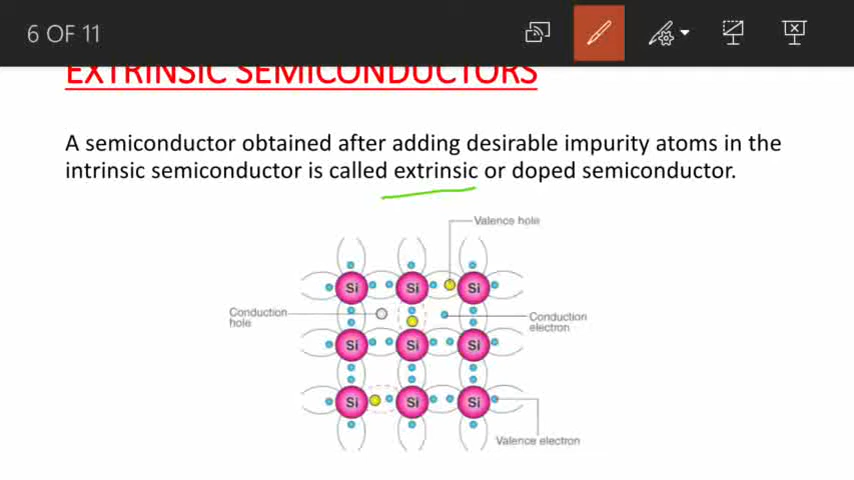 6 OF 11
EXTRINSIC SEMICONDUCTORS
A semiconductor obtained after adding desirable impurity atoms in the
intrinsic semiconductor is called extrinsic or doped semiconductor.
Valence hole
Si Si Si
Conduction
hole
Conduction
electron
Si Si Si
Si Si Si
Valence electron